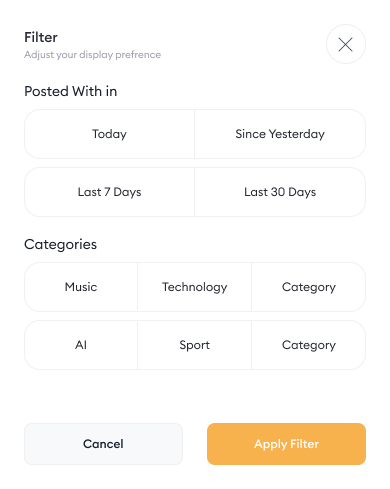 Filter
Adjust your display prefrence
Posted With in
Today
Since Yesterday
Last 7 Days
Last 30 Days
Categories
Music
Technology
Category
AI
Sport
Category
Cancel
Apply Filter